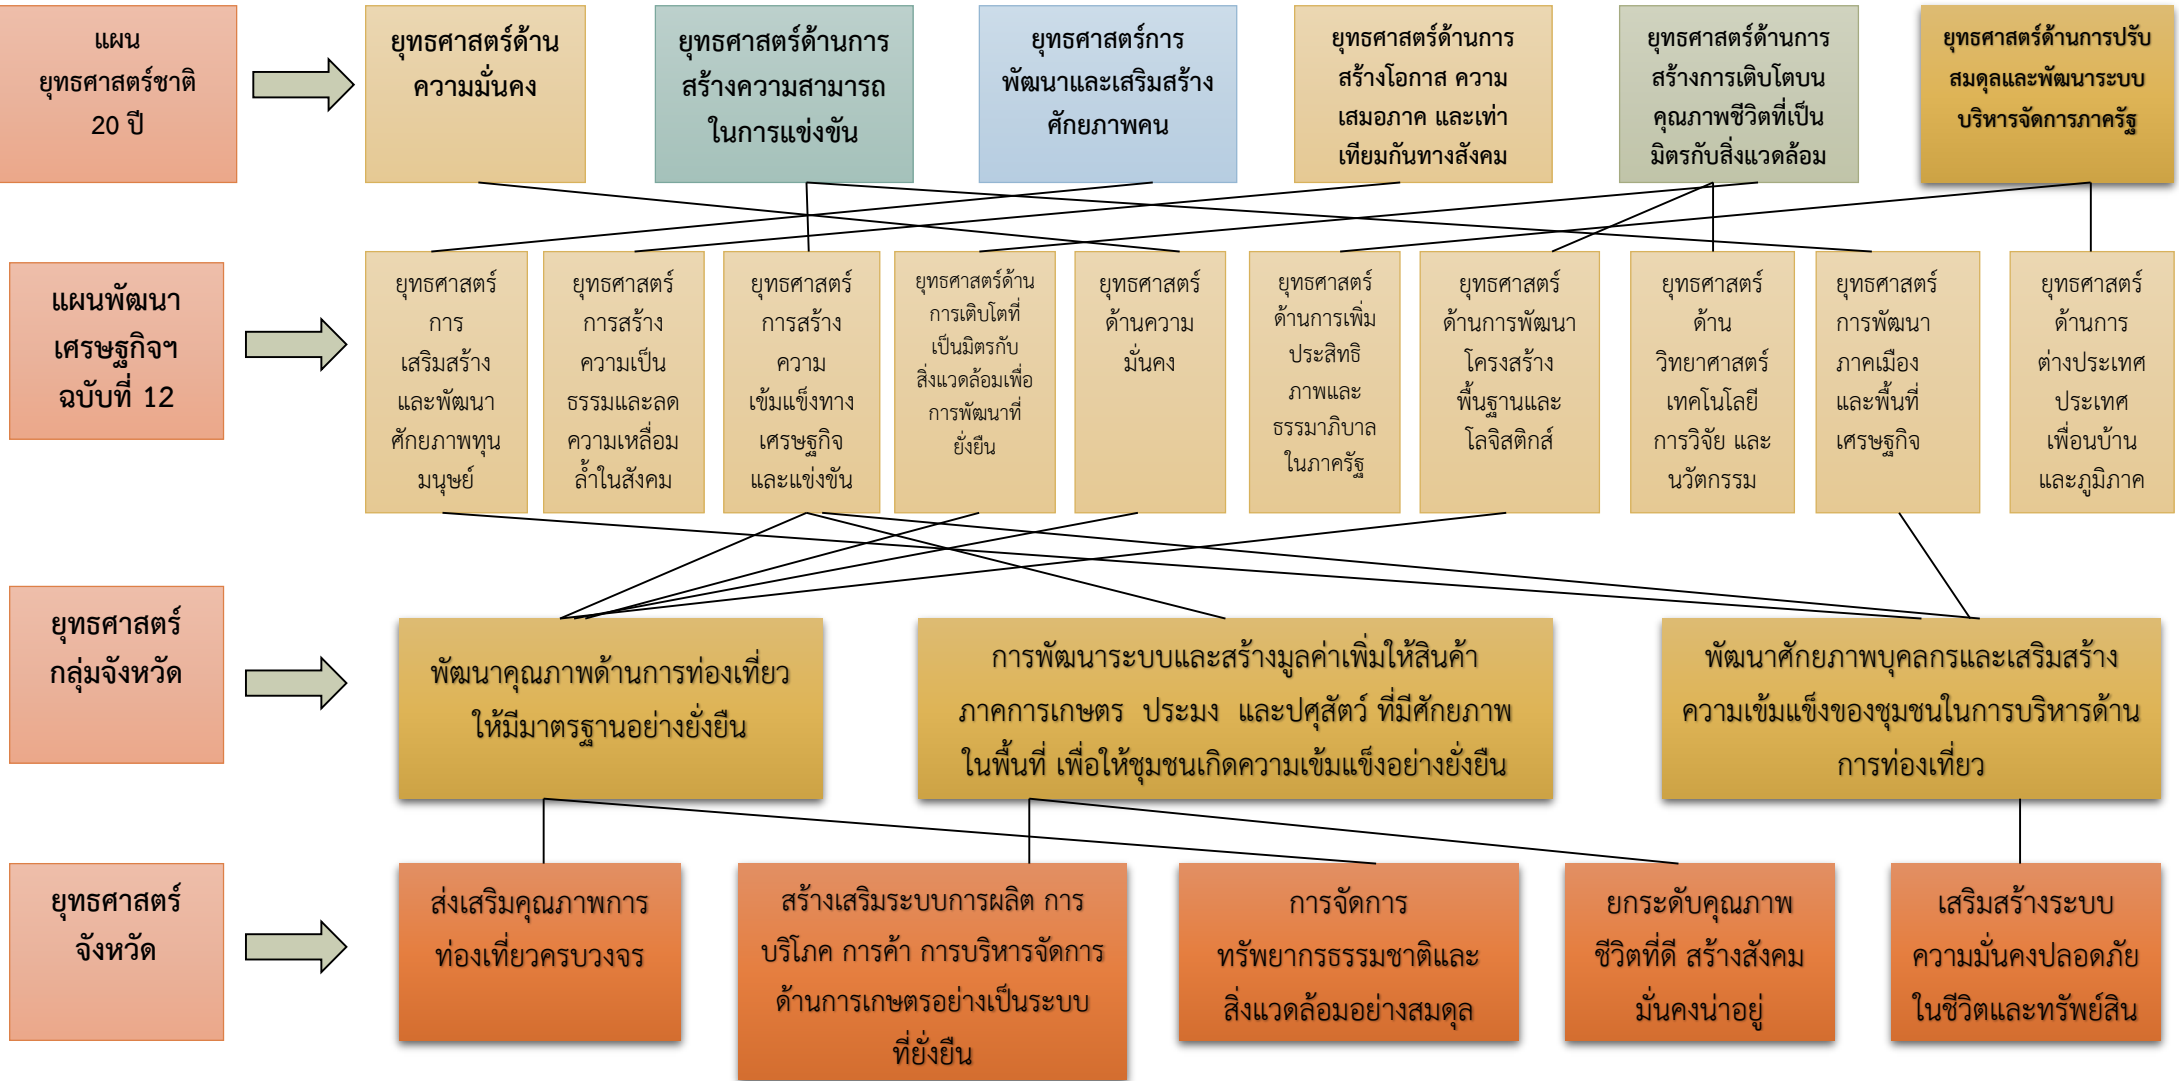 แผน
ยุทธศาสตร์ชาติ
20 ปี
ยุทธศาสตร์ด้าน
ความมั่นคง
ยุทธศาสตร์ด้านการ
สร้างความสามารถ
ในการแข่งขัน
ยุทธศาสตร์การ
พัฒนาและเสริมสร้าง
ศักยภาพคน
ยุทธศาสตร์ด้านการ
สร้างโอกาส ความ
เสมอภาค และเท่า
เทียมกันทางสังคม
ยุทธศาสตร์ด้านการ
สร้างการเติบโตบน
คุณภาพชีวิตที่เป็น
มิตรกับสิ่งแวดล้อม
ยุทธศาสตร์ด้านการปรับ
สมดุลและพัฒนาระบบ
บริหารจัดการภาครัฐ
แผนพัฒนา
เศรษฐกิจฯ
ฉบับที่ 12
ยุทธศาสตร์
การ
เสริมสร้าง
และพัฒนา
ศักยภาพทุน
มนุษย์
ยุทธศาสตร์
การสร้าง
ความเป็น
ธรรมและลด
ความเหลื่อม
ล้ำในสังคม
ยุทธศาสตร์
การสร้าง
ความ
เข้มแข็งทาง
เศรษฐกิจ
และแข่งขัน
ยุทธศาสตร์ด้าน
การเติบโตที่
เป็นมิตรกับ
สิ่งแวดล้อมเพื่อ
การพัฒนาที่
ยั่งยืน
ยุทธศาสตร์
ด้านความ
มั่นคง
ยุทธศาสตร์
ด้านการเพิ่ม
ประสิทธิ
ภาพและ
ธรรมาภิบาล
ในภาครัฐ
ยุทธศาสตร์
ด้านการพัฒนา
โครงสร้าง
พื้นฐานและ
โลจิสติกส์
ยุทธศาสตร์
ด้าน
วิทยาศาสตร์
เทคโนโลยี
การวิจัย และ
นวัตกรรม
ยุทธศาสตร์
การพัฒนา
ภาคเมือง
และพื้นที่
เศรษฐกิจ
ยุทธศาสตร์
ด้านการ
ต่างประเทศ
ประเทศ
เพื่อนบ้าน
และภูมิภาค
ยุทธศาสตร์
กลุ่มจังหวัด
พัฒนาคุณภาพด้านการท่องเที่ยว
ให้มีมาตรฐานอย่างยั่งยืน
การพัฒนาระบบและสร้างมูลค่าเพิ่มให้สินค้า
ภาคการเกษตร ประมง และปศุสัตว์ ที่มีศักยภาพ
ในพื้นที่ เพื่อให้ชุมชนเกิดความเข้มแข็งอย่างยั่งยืน
พัฒนาศักยภาพบุคลกรและเสริมสร้าง
ความเข้มแข็งของชุมชนในการบริหารด้าน
การท่องเที่ยว
ยุทธศาสตร์
จังหวัด
ส่งเสริมคุณภาพการ
ท่องเที่ยวครบวงจร
สร้างเสริมระบบการผลิต การ
บริโภค การค้า การบริหารจัดการ
ด้านการเกษตรอย่างเป็นระบบ
ที่ยั่งยืน
การจัดการ
ทรัพยากรธรรมชาติและ
สิ่งแวดล้อมอย่างสมดุล
ยกระดับคุณภาพ
ชีวิตที่ดี สร้างสังคม
มั่นคงน่าอยู่
เสริมสร้างระบบ
ความมั่นคงปลอดภัย
ในชีวิตและทรัพย์สิน